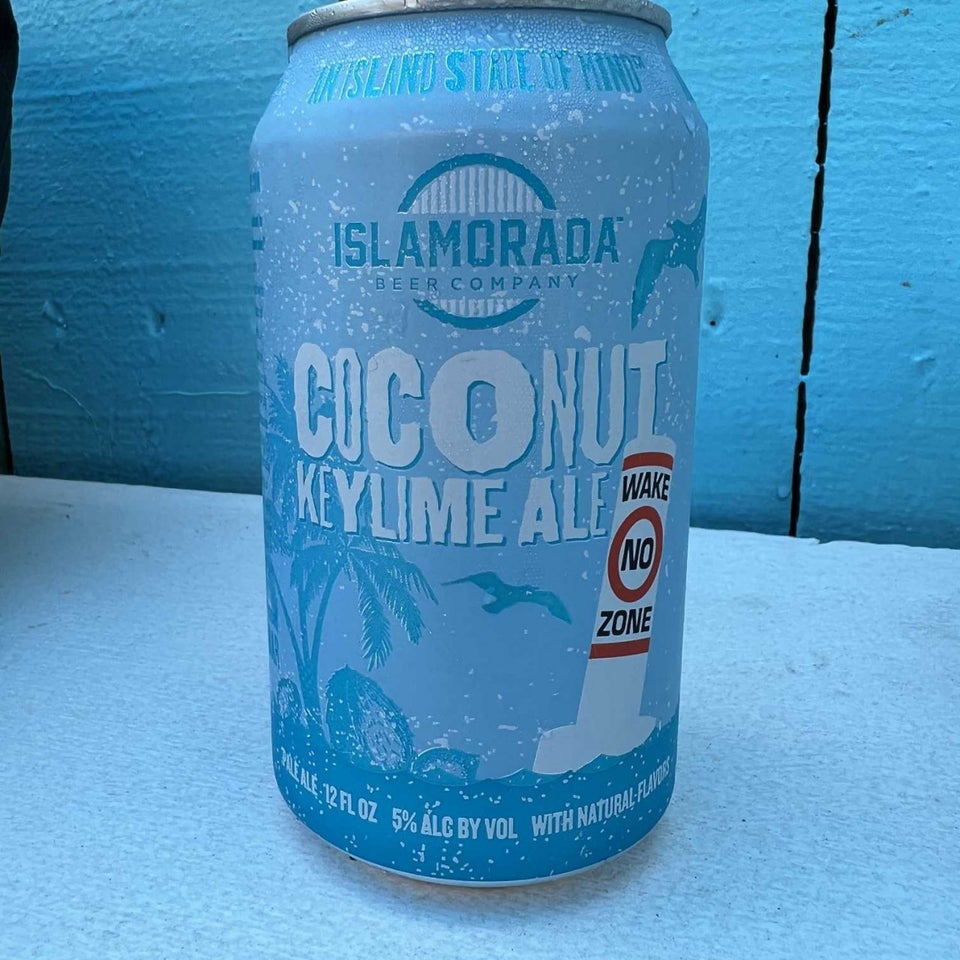 AN ISLAND STATE OF MIND
ISLAMORADA™
BEER COMPANY
COCONUT
KEYLIME ALE
WAKE
NO
ZONE
PALE ALE 12 FL OZ 5% ALC BY VOL WITH NATURAL FLAVORS